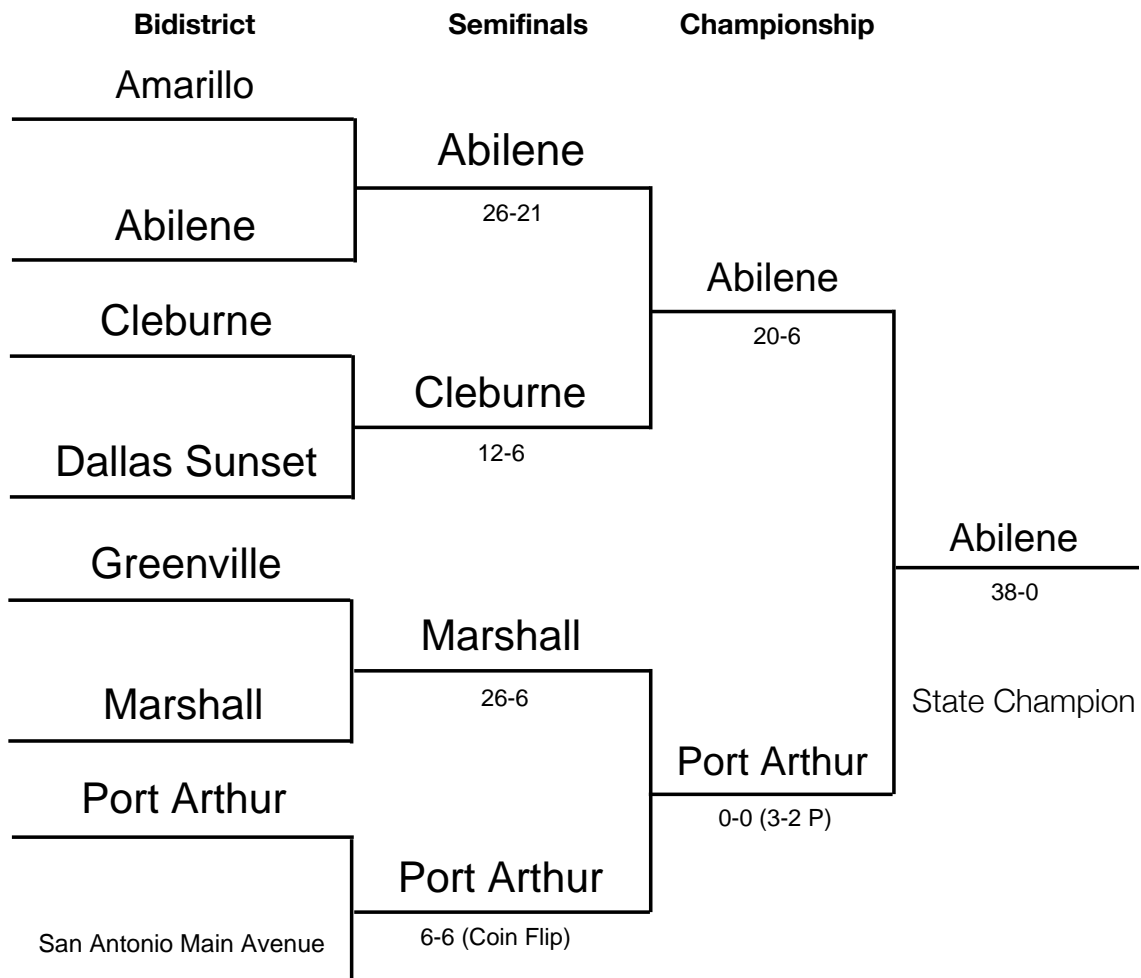 Bidistrict Semifinals Championship
Amarillo
Abilene
26-21
Abilene
Abilene
20-6
Cleburne
Cleburne
12-6
Dallas Sunset
Abilene
38-0
State Champion
Greenville
Marshall
26-6
Marshall
Port Arthur
0-0 (3-2 P)
Port Arthur
Port Arthur
6-6 (Coin Flip)
San Antonio Main Avenue